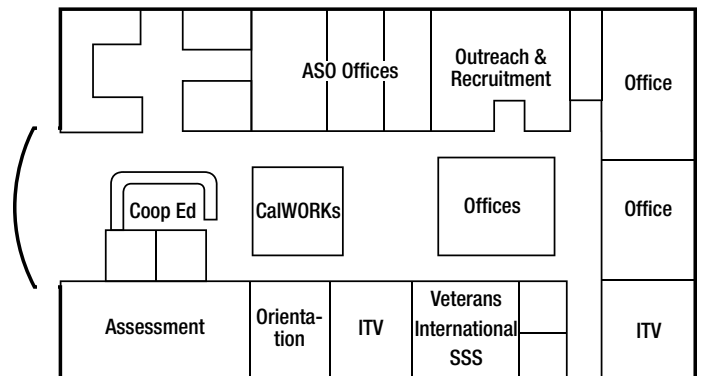 ASO Offices
Outreach &
Recruitment
Office
Coop Ed
CalWORKs
Offices
Office
Assessment
Orienta-
tion
ITV
Veterans
International
SSS
ITV